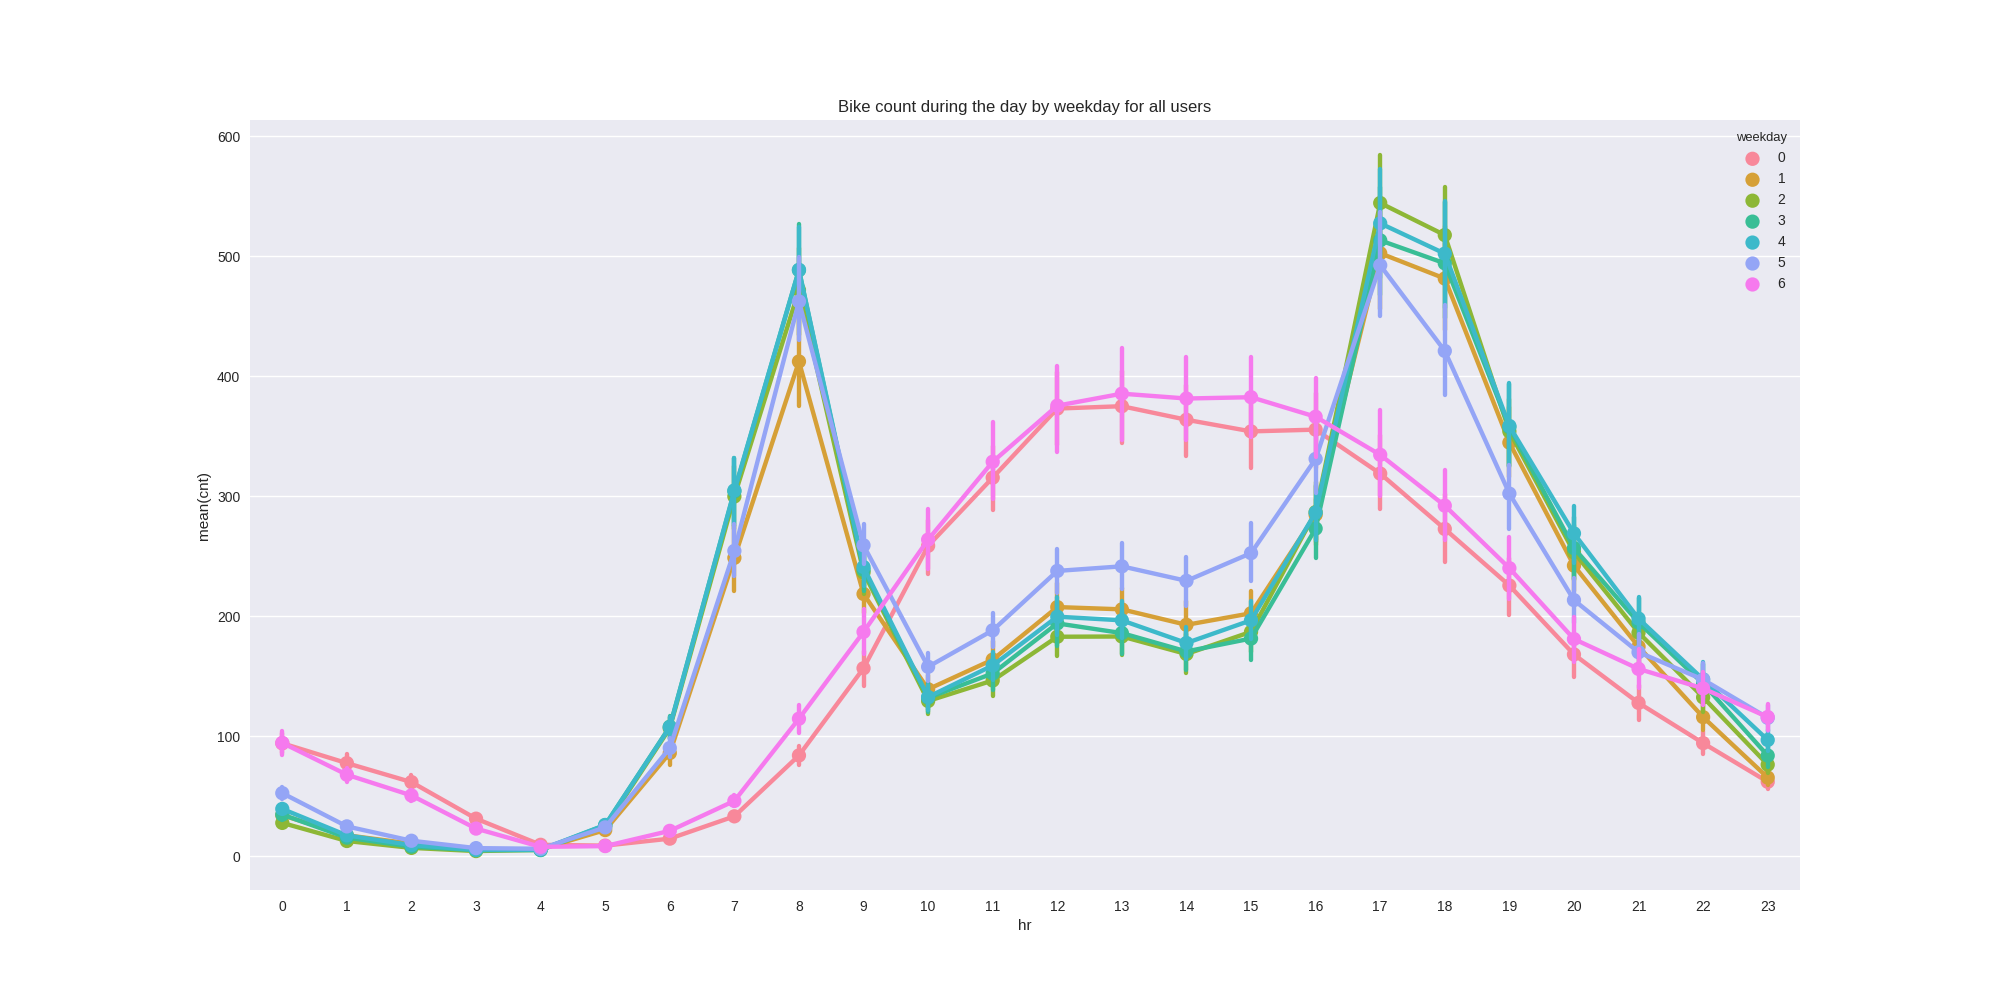 Bike count during the day by weekday for all users
600
500
400
300
200
100
0
mean(cnt)
weekday
0
1
2
3
4
5
6
0 1 2 3 4 5 6 7 8 9 10 11 12 13 14 15 16 17 18 19 20 21 22 23
hr